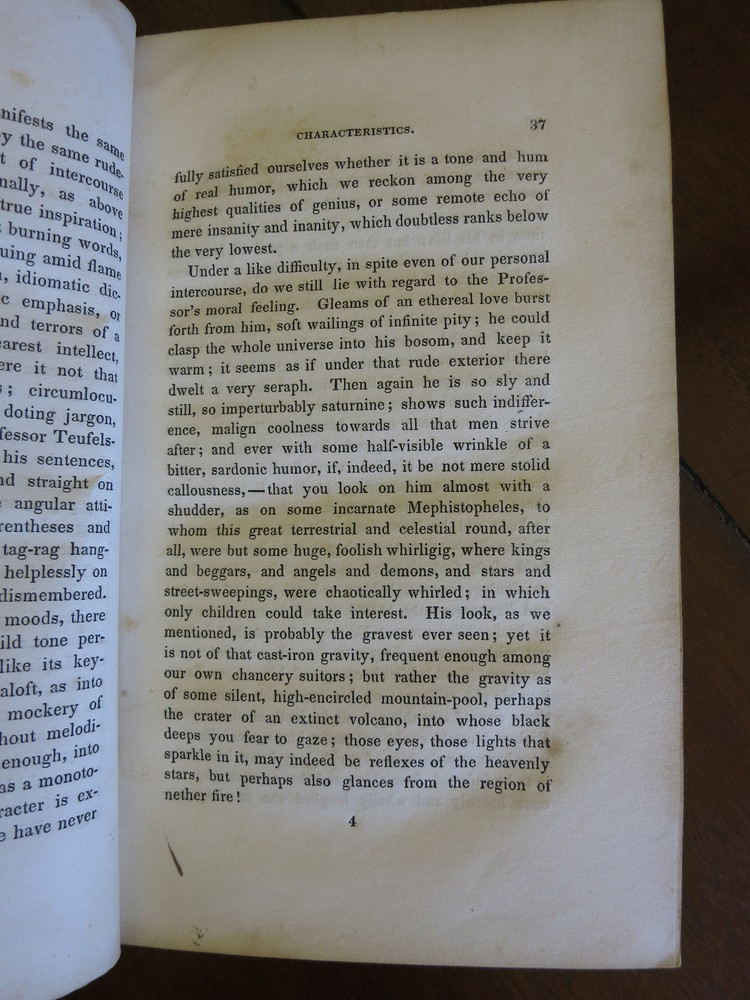 nifests the same
y the same rude-
t of intercourse
nally, as above
true inspiration;
burning words,
uing amid flame
, idiomatic dic-
c emphasis, or
nd terrors of a
earest intellect,
ere it not that
s; circumlocu-
doting jargon,
fessor Teufels-
his sentences,
nd straight on
angular atti-
rentheses and
tag-rag hang-
helplessly on
dismembered.
moods, there
ild tone per-
like its key-
aloft, as into
mockery of
hout melodi-
enough, into
as a monoto-
racter is ex-
e have never
CHARACTERISTICS. 37
fully satisfied ourselves whether it is a tone and hum
of real humor, which we reckon among the very
highest qualities of genius, or some remote echo of
mere insanity and inanity, which doubtless ranks below
the very lowest.
Under a like difficulty, in spite even of our personal
intercourse, do we still lie with regard to the Profes-
sor's moral feeling. Gleams of an ethereal love burst
forth from him, soft wailings of infinite pity; he could
clasp the whole universe into his bosom, and keep it
warm; it seems as if under that rude exterior there
dwelt a very seraph. Then again he is so sly and
still, so imperturbably saturnine; shows such indiffer-
ence, malign coolness towards all that men strive
after; and ever with some half-visible wrinkle of a
bitter, sardonic humor, if, indeed, it be not mere stolid
callousness,—that you look on him almost with a
shudder, as on some incarnate Mephistopheles, to
whom this great terrestrial and celestial round, after
all, were but some huge, foolish whirligig, where kings
and beggars, and angels and demons, and stars and
street-sweepings, were chaotically whirled; in which
only children could take interest. His look, as we
mentioned, is probably the gravest ever seen; yet it
is not of that cast-iron gravity, frequent enough among
our own chancery suitors; but rather the gravity as
of some silent, high-encircled mountain-pool, perhaps
the crater of an extinct volcano, into whose black
deeps you fear to gaze; those eyes, those lights that
sparkle in it, may indeed be reflexes of the heavenly
stars, but perhaps also glances from the region of
nether fire!
4